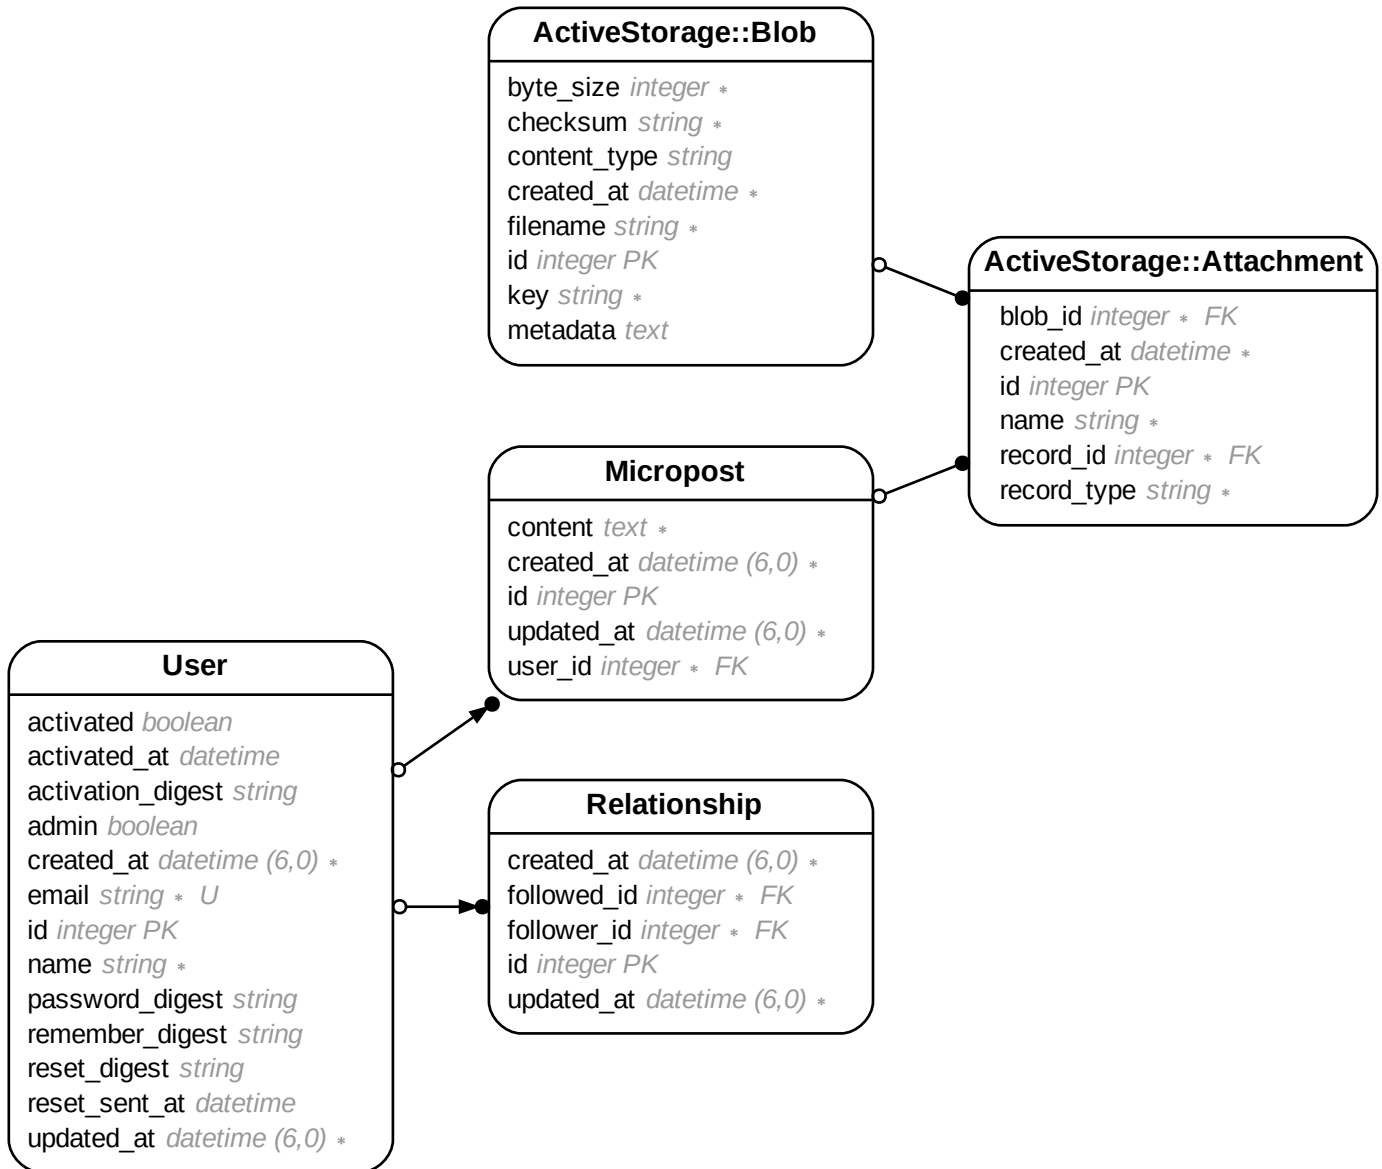 ActiveStorage::Blob
byte_size integer *
checksum string *
content_type string
created_at datetime *
filename string *
id integer PK
key string *
metadata text
ActiveStorage::Attachment
blob_id integer * FK
created_at datetime *
id integer PK
name string *
record_id integer * FK
record_type string *
Micropost
content text *
created_at datetime (6,0) *
id integer PK
updated_at datetime (6,0) *
user_id integer * FK
User
activated boolean
activated_at datetime
activation_digest string
admin boolean
created_at datetime (6,0) *
email string * U
id integer PK
name string *
password_digest string
remember_digest string
reset_digest string
reset_sent_at datetime
updated_at datetime (6,0) *
Relationship
created_at datetime (6,0) *
followed_id integer * FK
follower_id integer * FK
id integer PK
updated_at datetime (6,0) *